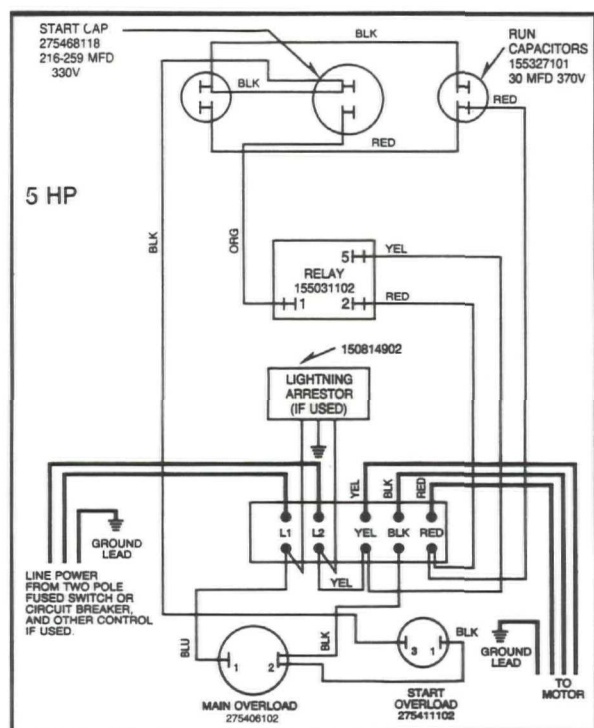 START CAP
275468118
216-259 MFD
330V
BLK
RUN
CAPACITORS
155327101
30 MFD 370V
BLK
RED
RED
5 HP
BLK
ORG
5
YEL
RELAY
155031102
1
2
RED
150814902
LIGHTNING
ARRESTOR
(IF USED)
YEL
BLK
RED
L1
L2
YEL
BLK
RED
GROUND
LEAD
YEL
LINE POWER
FROM TWO POLE
FUSED SWITCH OR
CIRCUIT BREAKER,
AND OTHER CONTROL
IF USED.
BLU
BLK
BLK
1
2
3
1
GROUND
LEAD
MAIN OVERLOAD
275406102
START
OVERLOAD
275411102
TO
MOTOR